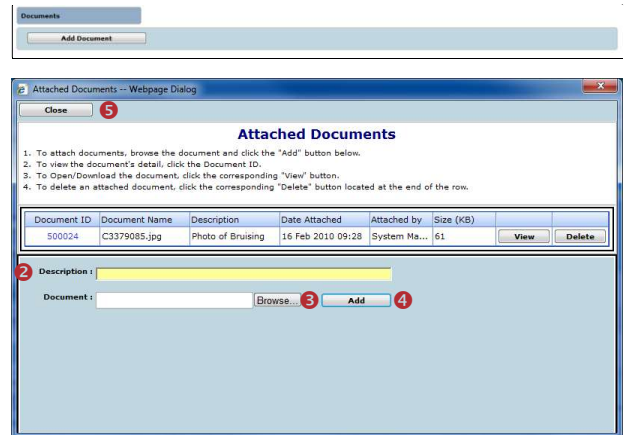 Documents
Add Document
Attached Documents -- Webpage Dialog
Close 5
Attached Documents
1. To attach documents, browse the document and click the "Add" button below.
2. To view the document's detail, click the Document ID.
3. To Open/Download the document, click the corresponding "View" button.
4. To delete an attached document, click the corresponding "Delete" button located at the end of the row.
Document ID Document Name Description Date Attached Attached by Size (KB)
500024 C3379085.jpg Photo of Bruising 16 Feb 2010 09:28 System Ma... 61 View Delete
2 Description :
Document : Browse... 3 Add 4